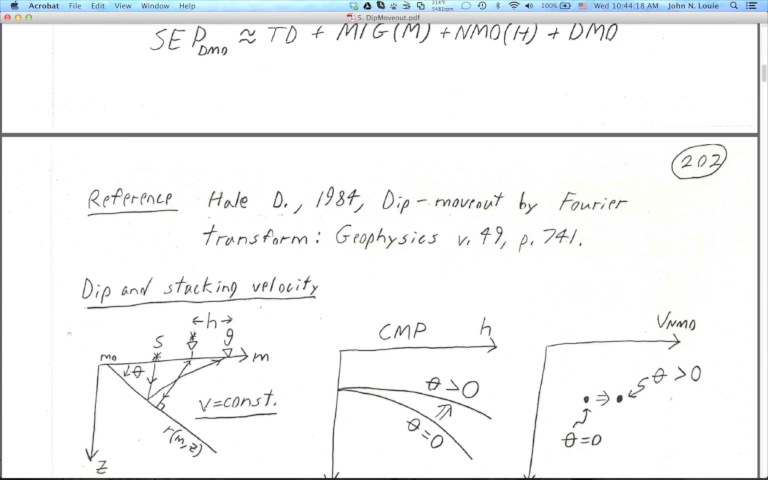 Acrobat File Edit View Window Help
100% Wed 10:44:18 AM John N. Louie
5. DipMoveout.pdf
SEP_DMO ≈ TD + MIG(M) + NMO(H) + DMO
202
Reference Hale D., 1984, Dip-moveout by Fourier
transform: Geophysics v. 49, p. 741.
Dip and stacking velocity
←h→
S g
m₀ m
θ
v=const.
r(m,z)
z
CMP h
θ>0
θ=0
V_NMO
θ>0
⇒
θ=0